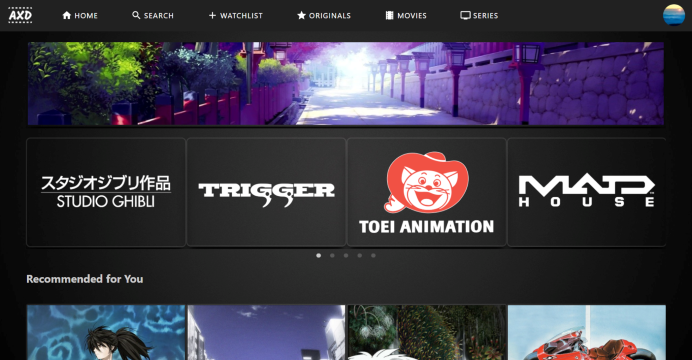 AXD
HOME
SEARCH
WATCHLIST
ORIGINALS
MOVIES
SERIES
スタジオジブリ作品
STUDIO GHIBLI
TRIGGER
TOEI ANIMATION
MAD
HOUSE
Recommended for You